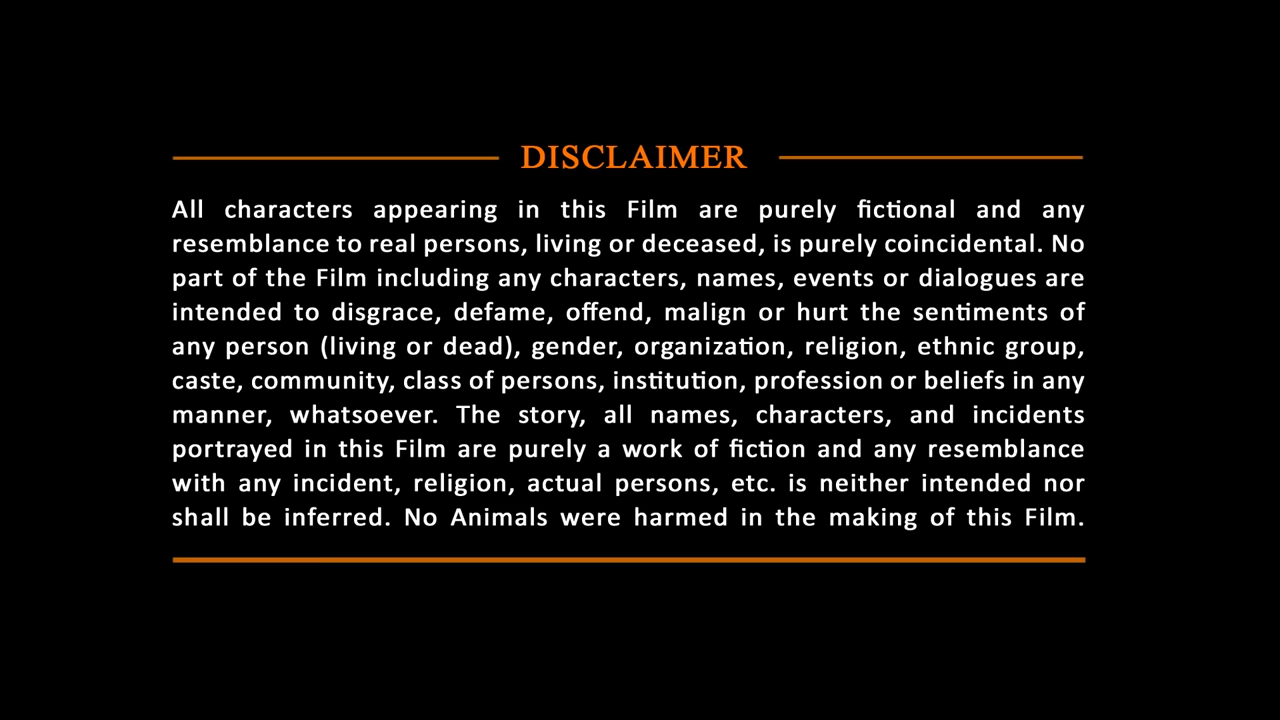 DISCLAIMER
All characters appearing in this Film are purely fictional and any
resemblance to real persons, living or deceased, is purely coincidental. No
part of the Film including any characters, names, events or dialogues are
intended to disgrace, defame, offend, malign or hurt the sentiments of
any person (living or dead), gender, organization, religion, ethnic group,
caste, community, class of persons, institution, profession or beliefs in any
manner, whatsoever. The story, all names, characters, and incidents
portrayed in this Film are purely a work of fiction and any resemblance
with any incident, religion, actual persons, etc. is neither intended nor
shall be inferred. No Animals were harmed in the making of this Film.